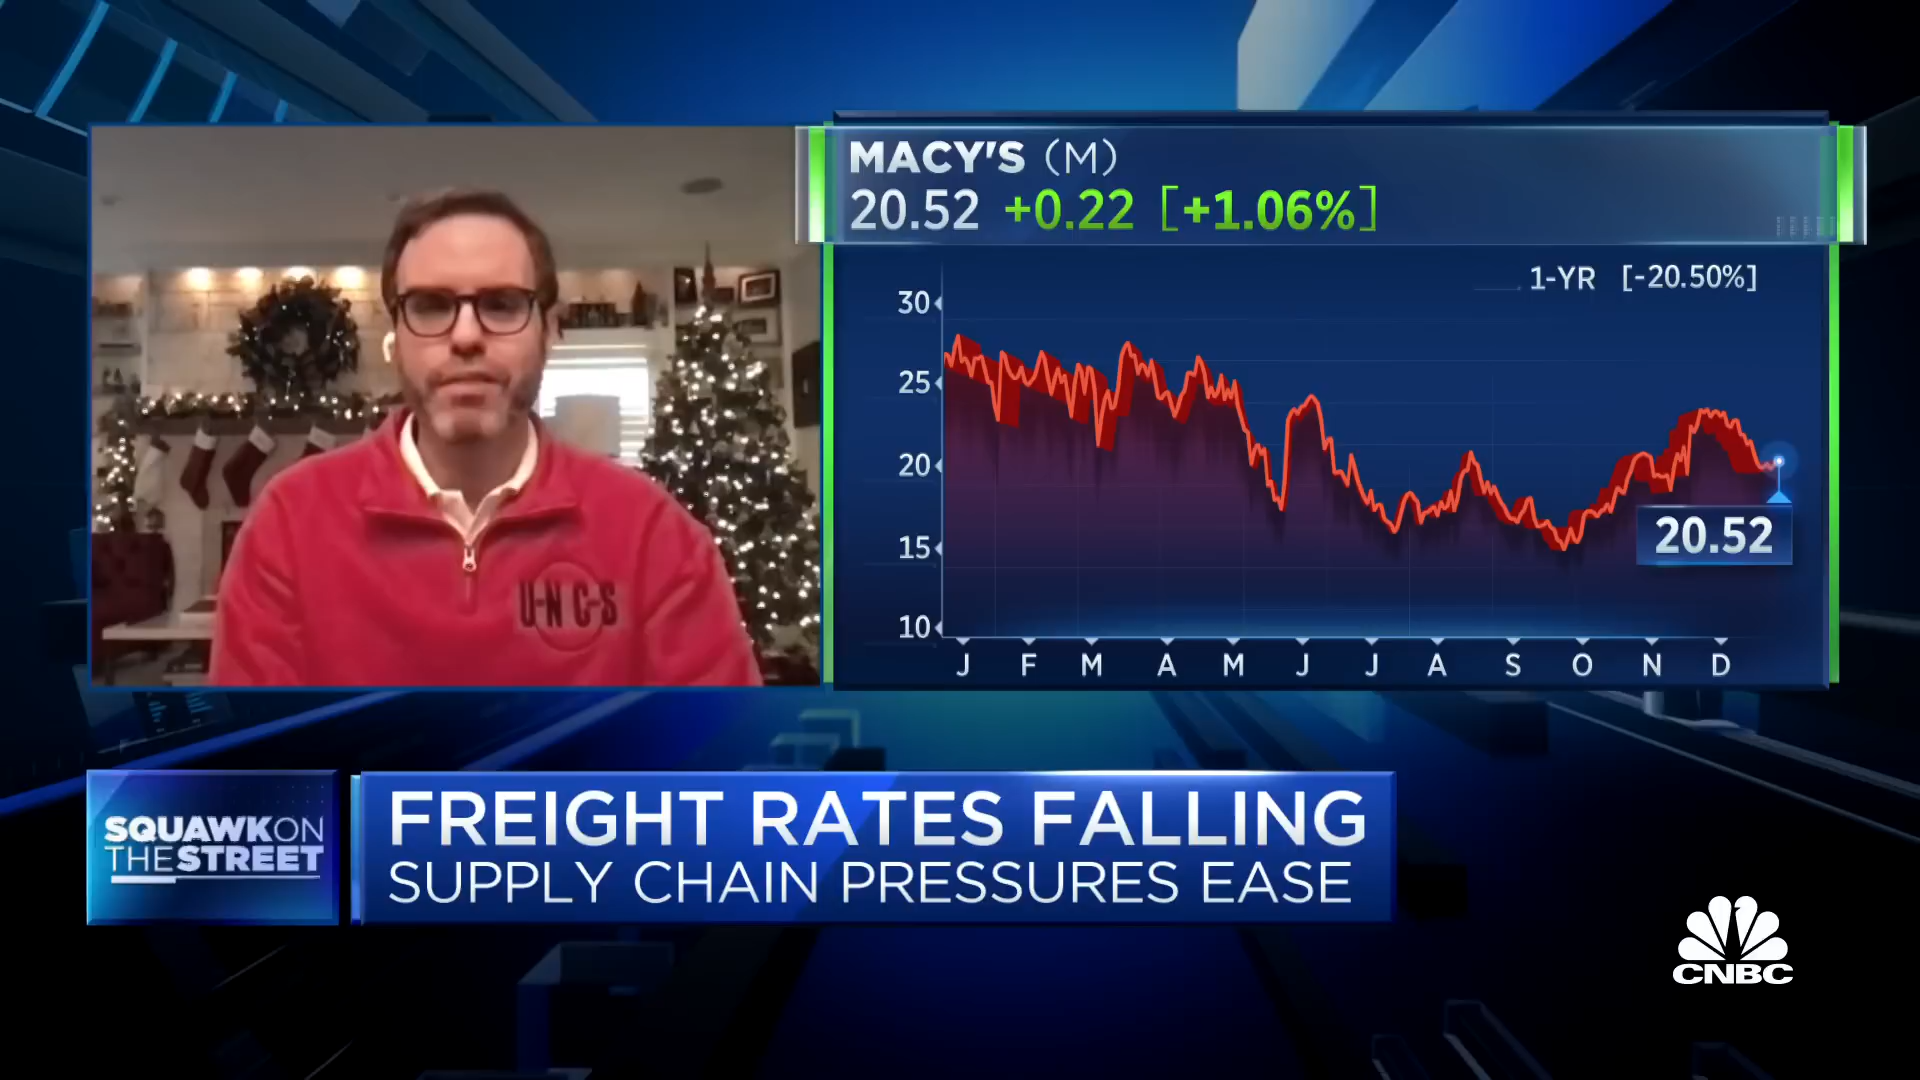 MACY'S (M)
20.52 +0.22 [+1.06%]
1-YR [-20.50%]
30
25
20
15
10
20.52
J F M A M J J A S O N D
U-N C-S
FREIGHT RATES FALLING
SUPPLY CHAIN PRESSURES EASE
SQUAWK ON
THE STREET
CNBC